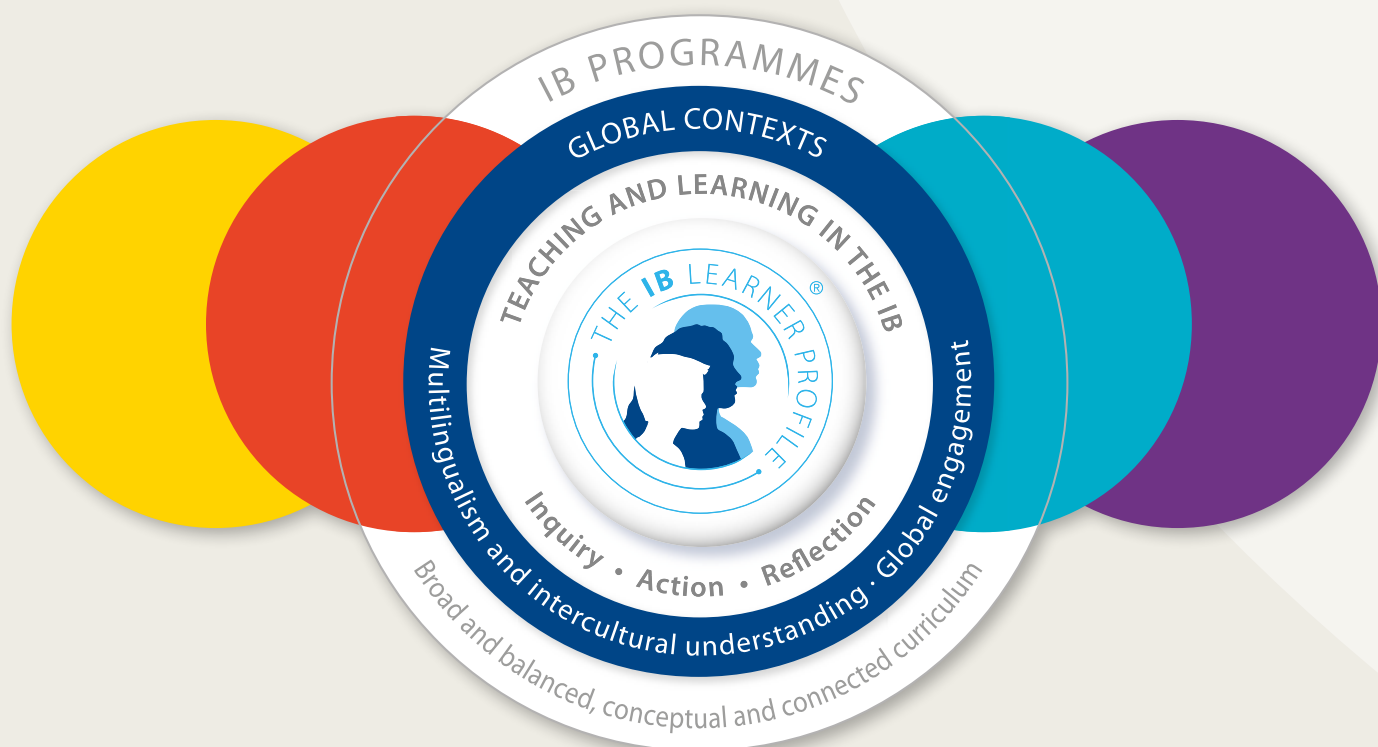 IB PROGRAMMES
GLOBAL CONTEXTS
TEACHING AND LEARNING IN THE IB
THE IB LEARNER PROFILE ®
Inquiry • Action • Reflection
Multilingualism and intercultural understanding · Global engagement
Broad and balanced, conceptual and connected curriculum